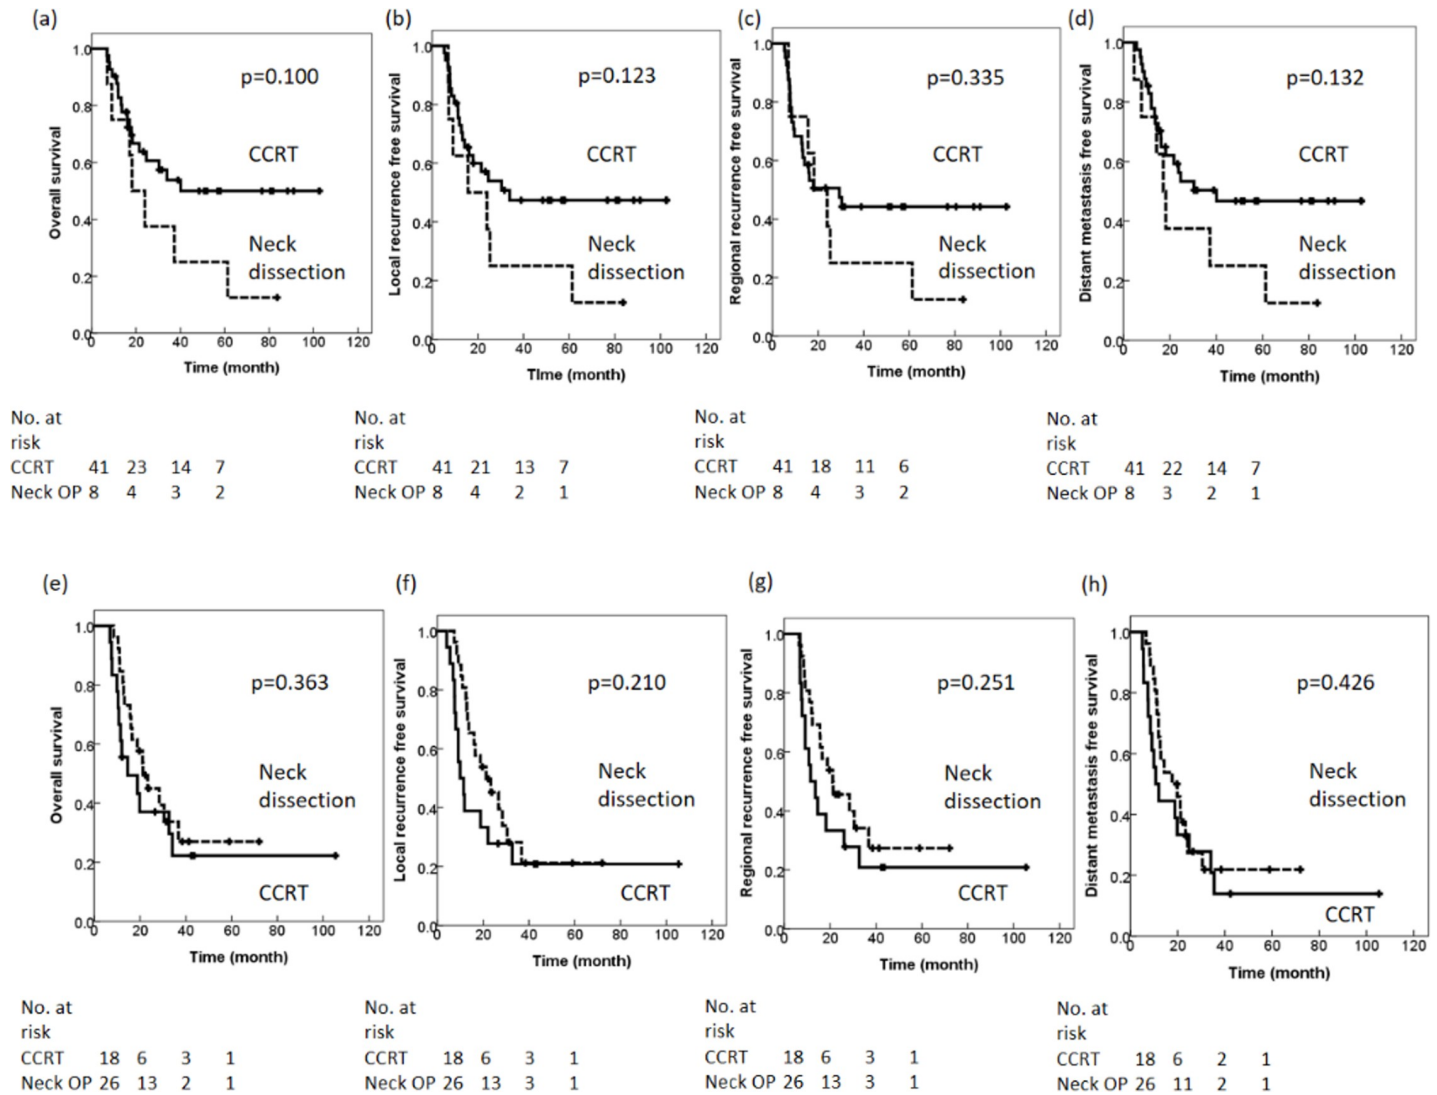 (a)
Overall survival
1.0
0.8
0.6
0.4
0.2
0.0
p=0.100
CCRT
Neck
dissection
0 20 40 60 80 100 120
Time (month)
No. at
risk
CCRT 41 23 14 7
Neck OP 8 4 3 2
(b)
Local recurrence free survival
1.0
0.8
0.6
0.4
0.2
0.0
p=0.123
CCRT
Neck
dissection
0 20 40 60 80 100 120
TIme (month)
No. at
risk
CCRT 41 21 13 7
Neck OP 8 4 2 1
(c)
Regional recurrence free survival
1.0
0.8
0.6
0.4
0.2
0.0
p=0.335
CCRT
Neck
dissection
0 20 40 60 80 100 120
Time (month)
No. at
risk
CCRT 41 18 11 6
Neck OP 8 4 3 2
(d)
Distant metastasis free survival
1.0
0.8
0.6
0.4
0.2
0.0
p=0.132
CCRT
Neck
dissection
0 20 40 60 80 100 120
Time (month)
No. at
risk
CCRT 41 22 14 7
Neck OP 8 3 2 1
(e)
Overall survival
1.0
0.8
0.6
0.4
0.2
0.0
p=0.363
Neck
dissection
CCRT
0 20 40 60 80 100 120
Time (month)
No. at
risk
CCRT 18 6 3 1
Neck OP 26 13 2 1
(f)
Local recurrence free survival
1.0
0.8
0.6
0.4
0.2
0.0
p=0.210
Neck
dissection
CCRT
0 20 40 60 80 100 120
Time (month)
No. at
risk
CCRT 18 6 3 1
Neck OP 26 13 3 1
(g)
Regional recurrence free survival
1.0
0.8
0.6
0.4
0.2
0.0
p=0.251
Neck
dissection
CCRT
0 20 40 60 80 100 120
Time (month)
No. at
risk
CCRT 18 6 3 1
Neck OP 26 13 3 1
(h)
Distant metastasis free survival
1.0
0.8
0.6
0.4
0.2
0.0
p=0.426
Neck
dissection
CCRT
0 20 40 60 80 100 120
Time (month)
No. at
risk
CCRT 18 6 2 1
Neck OP 26 11 2 1